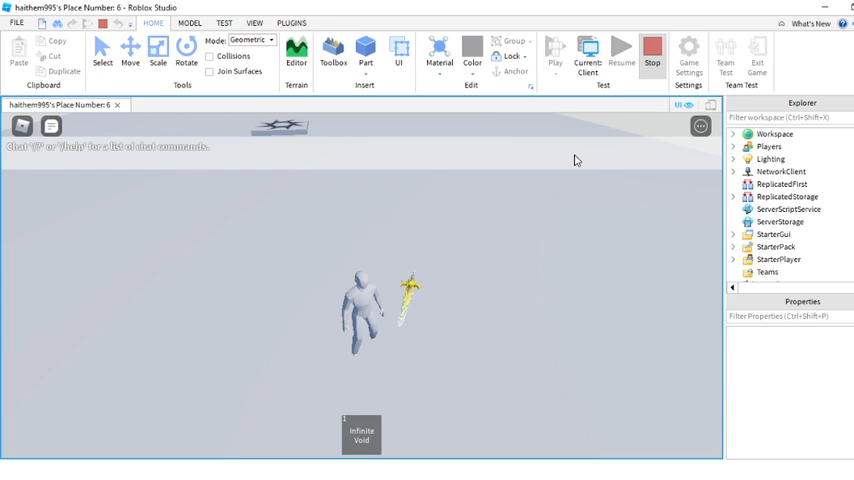 haithem995's Place Number: 6 - Roblox Studio
FILE
HOME
MODEL
TEST
VIEW
PLUGINS
What's New
Paste
Copy
Cut
Duplicate
Clipboard
Select
Move
Scale
Rotate
Mode: Geometric
Collisions
Join Surfaces
Tools
Editor
Terrain
Toolbox
Part
UI
Insert
Material
Color
Group
Lock
Anchor
Edit
Play
Current:
Client
Resume
Stop
Test
Game
Settings
Settings
Team
Test
Exit
Game
Team Test
haithem995's Place Number: 6
UI
Chat '/?' or '/help' for a list of chat commands.
1
Infinite
Void
Explorer
Filter workspace (Ctrl+Shift+X)
Workspace
Players
Lighting
NetworkClient
ReplicatedFirst
ReplicatedStorage
ServerScriptService
ServerStorage
StarterGui
StarterPack
StarterPlayer
Teams
Properties
Filter Properties (Ctrl+Shift+P)